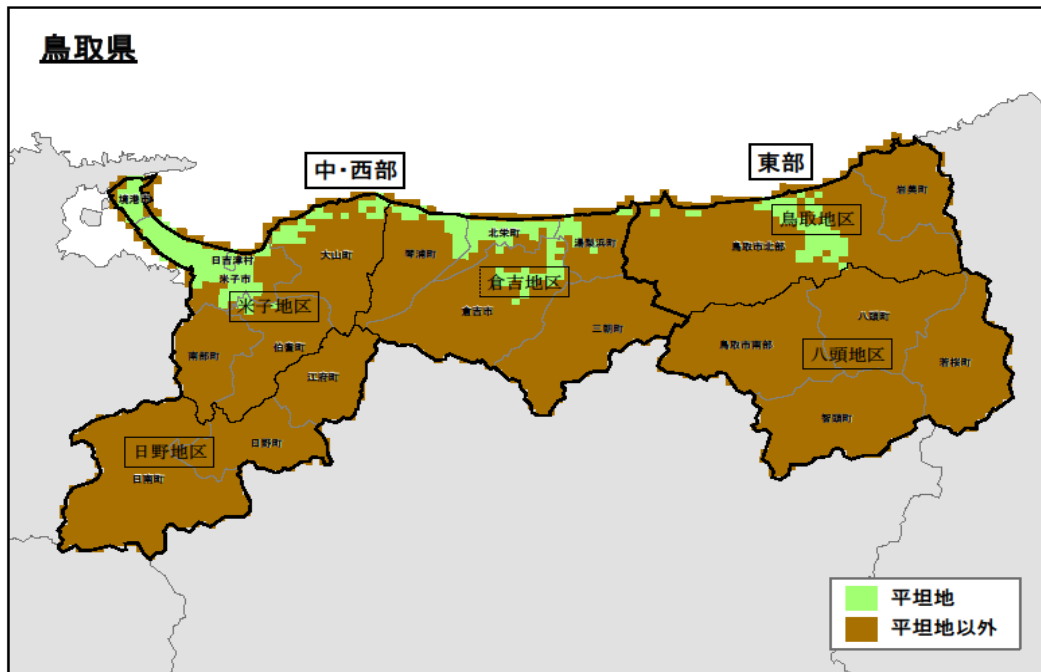 鳥取県
中・西部
東部
境港市
岩美町
鳥取地区
日吉津村
大山町
琴浦町
北栄町
湯梨浜町
鳥取市北部
米子市
倉吉地区
米子地区
倉吉市
三朝町
八頭町
南部町
伯耆町
鳥取市南部
八頭地区
若桜町
江府町
智頭町
日野地区
日野町
日南町
平坦地
平坦地以外